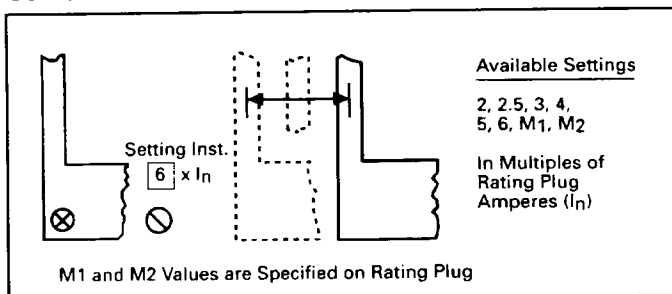 Available Settings
2, 2.5, 3, 4,
5, 6, M1, M2
Setting Inst.
6 x In
In Multiples of
Rating Plug
Amperes (In)
M1 and M2 Values are Specified on Rating Plug